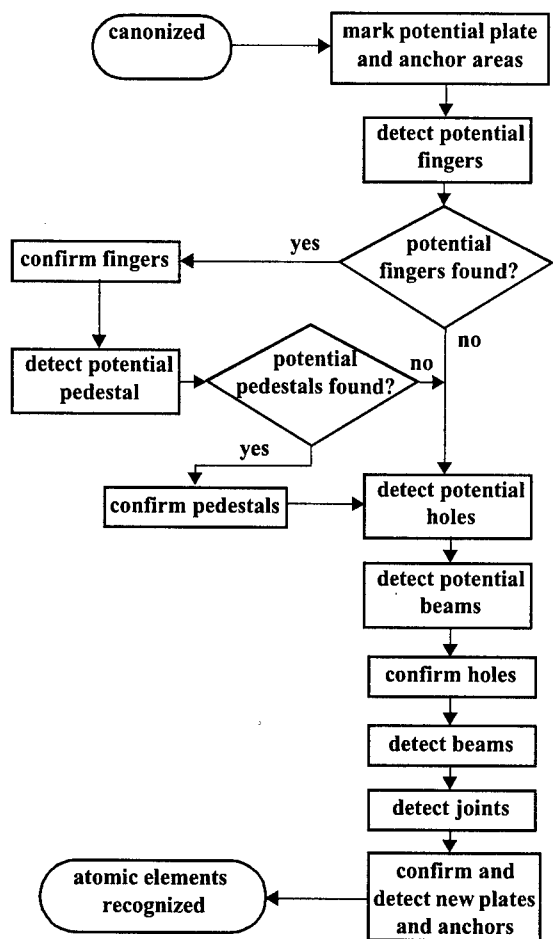 canonized
mark potential plate
and anchor areas
detect potential
fingers
potential
fingers found?
yes
no
confirm fingers
detect potential
pedestal
potential
pedestals found?
no
yes
confirm pedestals
detect potential
holes
detect potential
beams
confirm holes
detect beams
detect joints
confirm and
detect new plates
and anchors
atomic elements
recognized